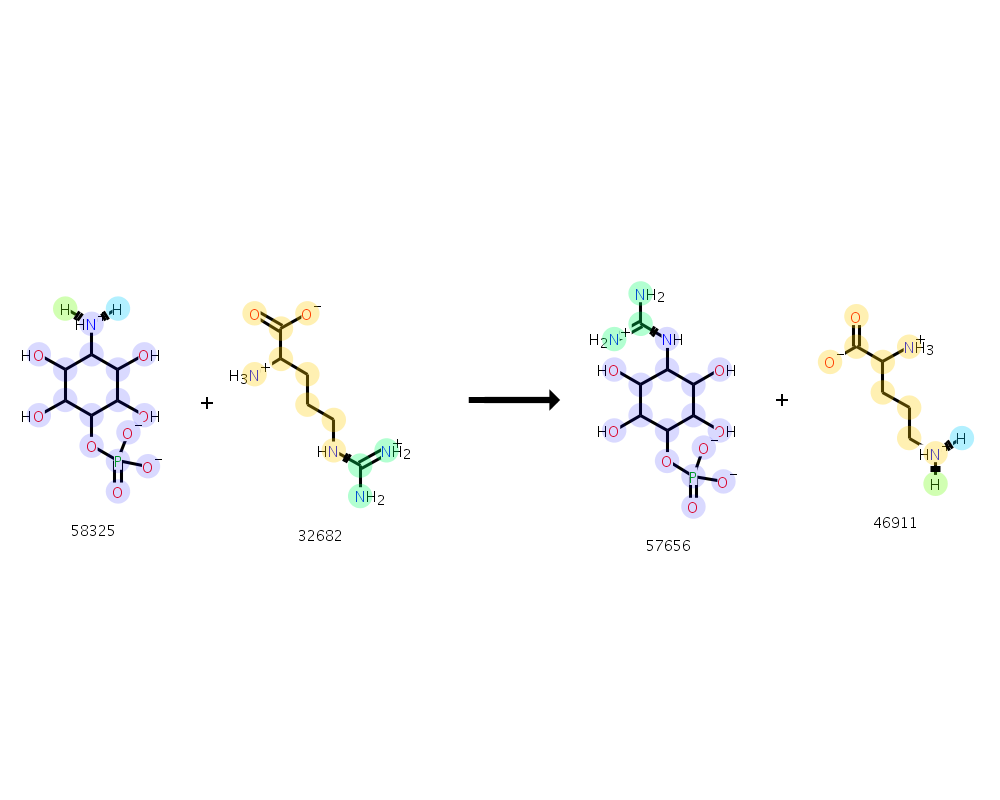 H H
HN+
HO OH
HO OH
O O−
P O−
O
58325
+
O O−
H3N+
HN NH2+
NH2
32682
NH2
H2N+ NH
HO OH
HO OH
O O−
P O−
O
57656
+
O
O− NH3+
HN+ H
H
46911